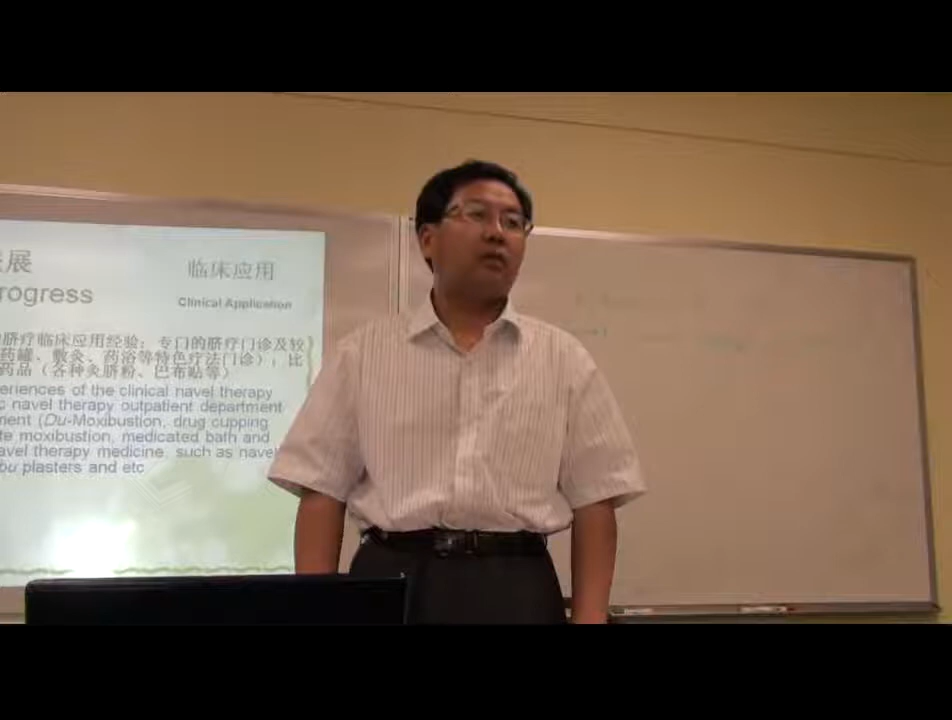 展
临床应用
rogress
Clinical Application
的脐疗临床应用经验：专门的脐疗门诊及较
药罐、敷灸、药浴等特色疗法门诊），比
药品（各种灸脐粉、巴布贴等）
eriences of the clinical navel therapy
c navel therapy outpatient department
ment (Du-Moxibustion, drug cupping
te moxibustion, medicated bath and
avel therapy medicine, such as navel
bu plasters and etc